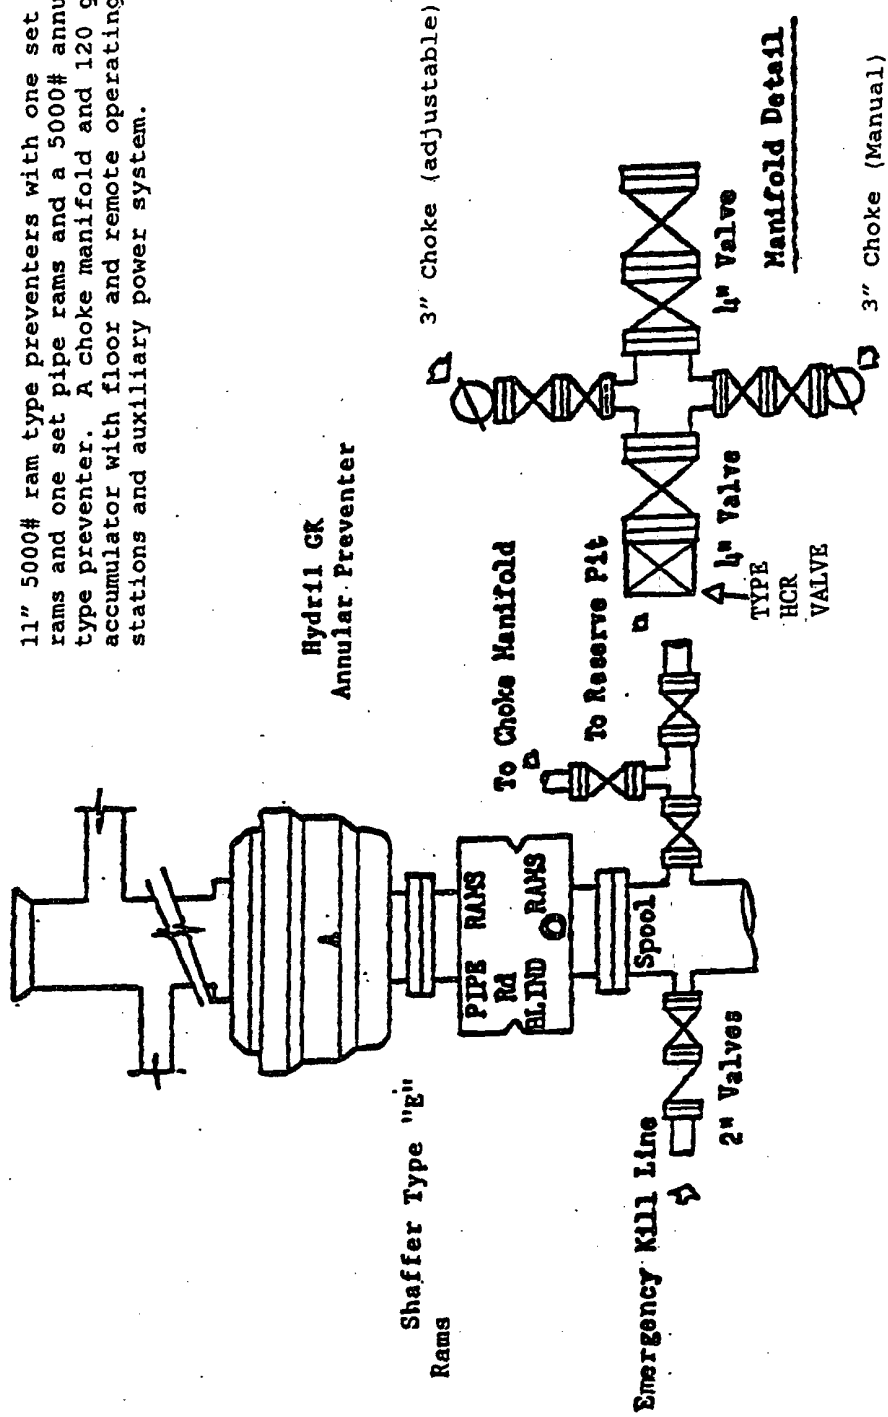 11" 5000# ram type preventers with one set
rams and one set pipe rams and a 5000# annu
type preventer. A choke manifold and 120 g
accumulator with floor and remote operating
stations and auxiliary power system.
Hydril GK
Annular Preventer
Shaffer Type "E"
Rams
A
PIPE RAMS
Rd
BLIND RAMS
Spool
Emergency Kill Line
2" Valves
To Choke Manifold
To Reserve Pit
3" Choke (adjustable)
4" Valve
4" Valve
TYPE
HCR
VALVE
Manifold Detail
3" Choke (Manual)